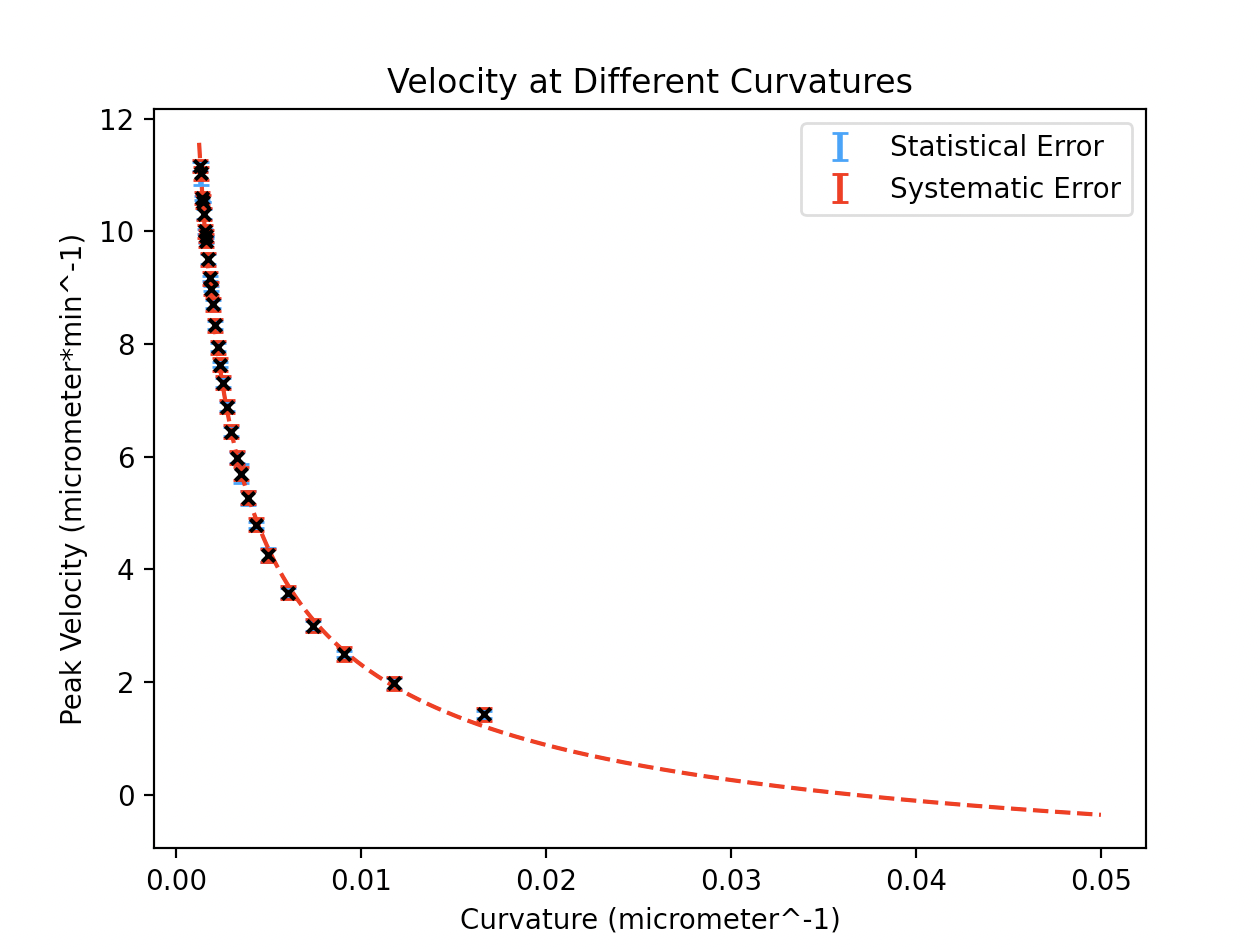 Velocity at Different Curvatures
Statistical Error
Systematic Error
Peak Velocity (micrometer*min^-1)
12
10
8
6
4
2
0
0.00 0.01 0.02 0.03 0.04 0.05
Curvature (micrometer^-1)